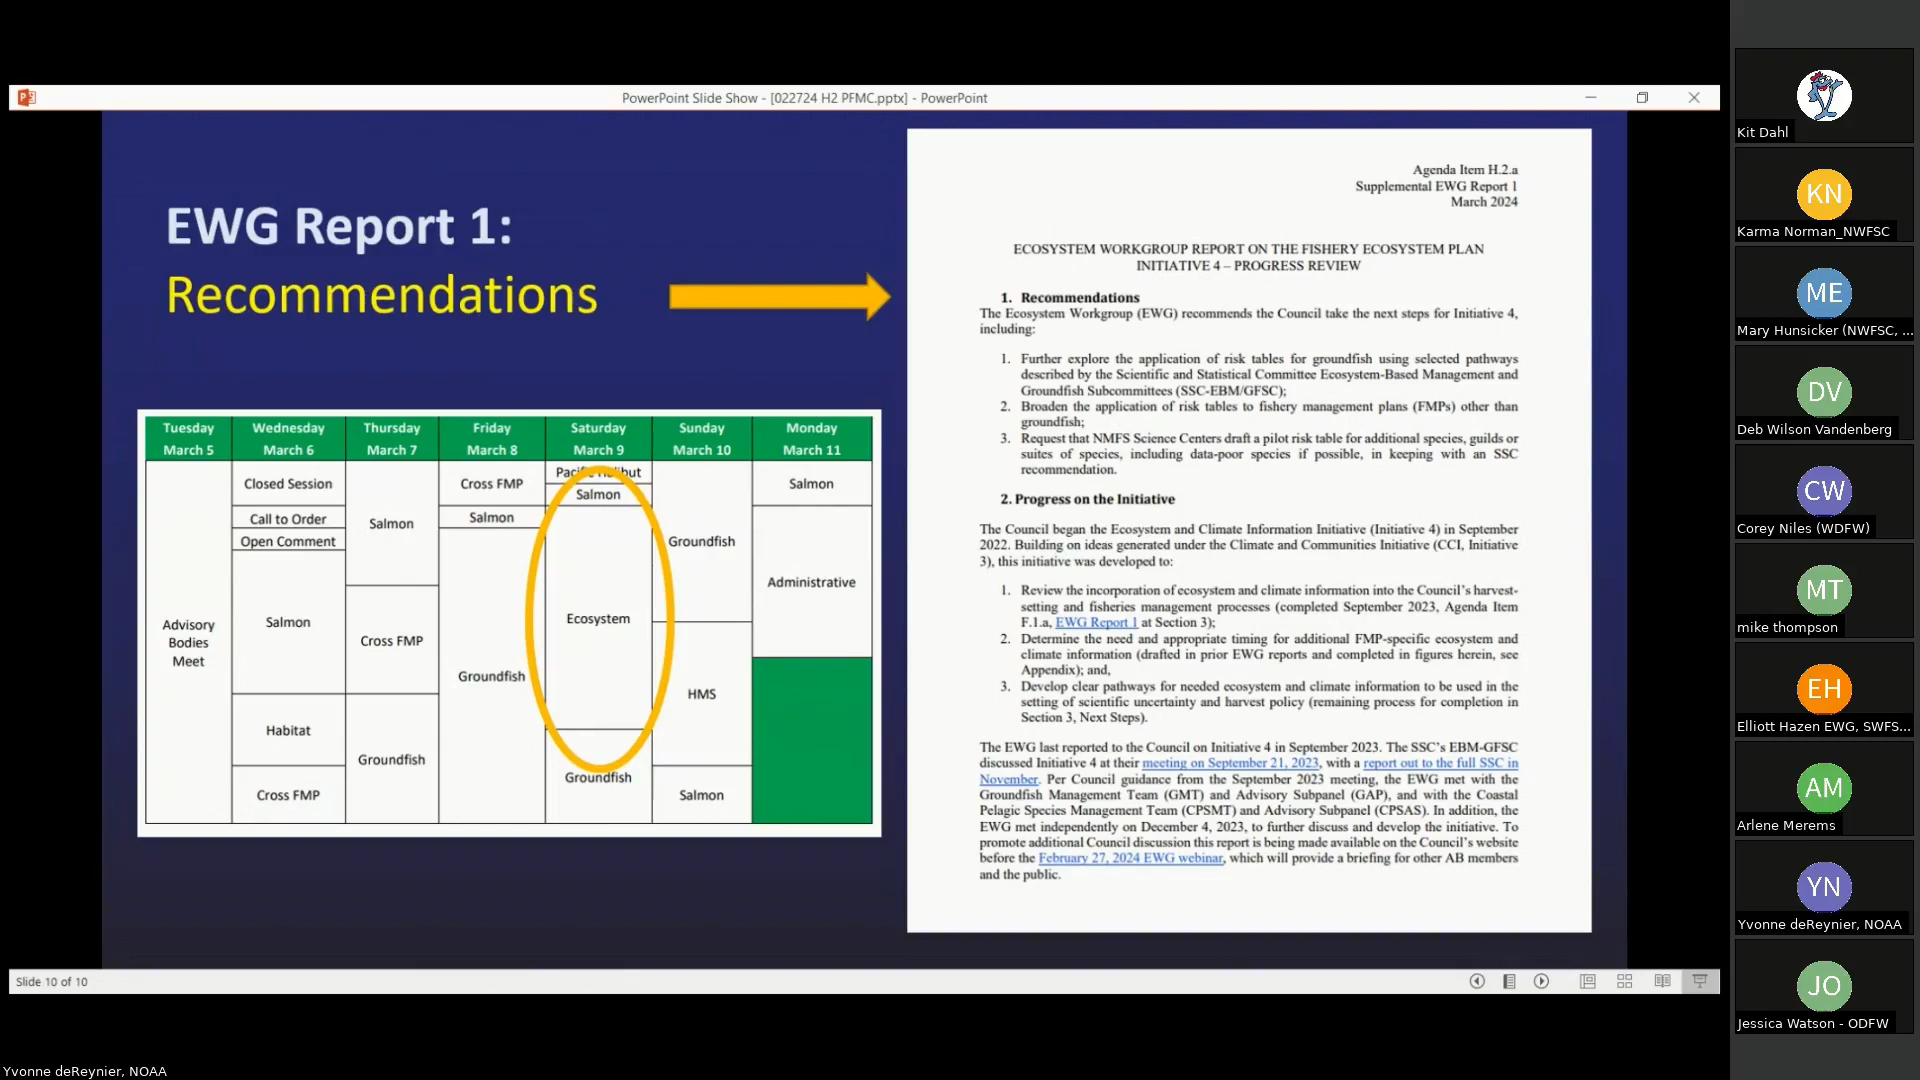 PowerPoint Slide Show - [022724 H2 PFMC.pptx] - PowerPoint
EWG Report 1:
Recommendations
Tuesday
March 5
Wednesday
March 6
Thursday
March 7
Friday
March 8
Saturday
March 9
Sunday
March 10
Monday
March 11
Advisory
Bodies
Meet
Closed Session
Call to Order
Open Comment
Salmon
Habitat
Cross FMP
Salmon
Cross FMP
Groundfish
Cross FMP
Salmon
Groundfish
Pacific Halibut
Salmon
Ecosystem
Groundfish
Groundfish
HMS
Salmon
Salmon
Administrative
Agenda Item H.2.a
Supplemental EWG Report 1
March 2024
ECOSYSTEM WORKGROUP REPORT ON THE FISHERY ECOSYSTEM PLAN
INITIATIVE 4 – PROGRESS REVIEW
1. Recommendations
The Ecosystem Workgroup (EWG) recommends the Council take the next steps for Initiative 4,
including:
1. Further explore the application of risk tables for groundfish using selected pathways
described by the Scientific and Statistical Committee Ecosystem-Based Management and
Groundfish Subcommittees (SSC-EBM/GFSC);
2. Broaden the application of risk tables to fishery management plans (FMPs) other than
groundfish;
3. Request that NMFS Science Centers draft a pilot risk table for additional species, guilds or
suites of species, including data-poor species if possible, in keeping with an SSC
recommendation.
2. Progress on the Initiative
The Council began the Ecosystem and Climate Information Initiative (Initiative 4) in September
2022. Building on ideas generated under the Climate and Communities Initiative (CCI, Initiative
3), this initiative was developed to:
1. Review the incorporation of ecosystem and climate information into the Council's harvest-
setting and fisheries management processes (completed September 2023, Agenda Item
F.1.a, EWG Report 1 at Section 3);
2. Determine the need and appropriate timing for additional FMP-specific ecosystem and
climate information (drafted in prior EWG reports and completed in figures herein, see
Appendix); and,
3. Develop clear pathways for needed ecosystem and climate information to be used in the
setting of scientific uncertainty and harvest policy (remaining process for completion in
Section 3, Next Steps).
The EWG last reported to the Council on Initiative 4 in September 2023. The SSC's EBM-GFSC
discussed Initiative 4 at their meeting on September 21, 2023, with a report out to the full SSC in
November. Per Council guidance from the September 2023 meeting, the EWG met with the
Groundfish Management Team (GMT) and Advisory Subpanel (GAP), and with the Coastal
Pelagic Species Management Team (CPSMT) and Advisory Subpanel (CPSAS). In addition, the
EWG met independently on December 4, 2023, to further discuss and develop the initiative. To
promote additional Council discussion this report is being made available on the Council's website
before the February 27, 2024 EWG webinar, which will provide a briefing for other AB members
and the public.
Slide 10 of 10
Kit Dahl
KN
Karma Norman_NWFSC
ME
Mary Hunsicker (NWFSC, ...
DV
Deb Wilson Vandenberg
CW
Corey Niles (WDFW)
MT
mike thompson
EH
Elliott Hazen EWG, SWFS...
AM
Arlene Merems
YN
Yvonne deReynier, NOAA
JO
Jessica Watson - ODFW
Yvonne deReynier, NOAA